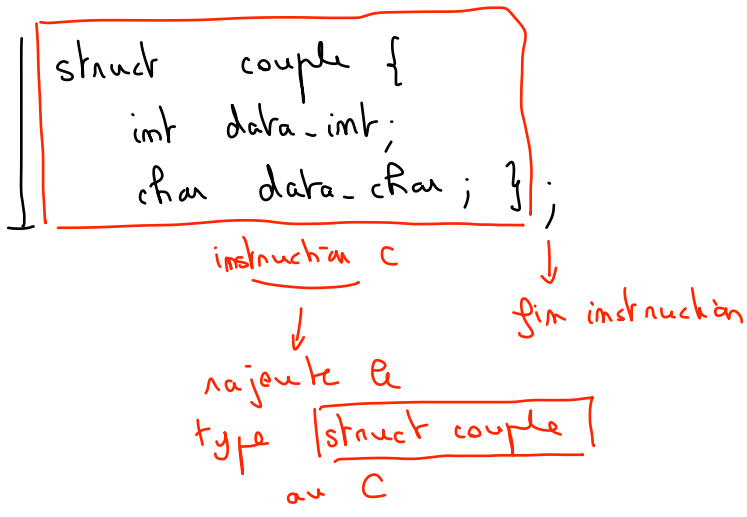 struct couple {
int data_int;
char data_char; };
instruction C
fin instruction
rajoute le
type struct couple
au C